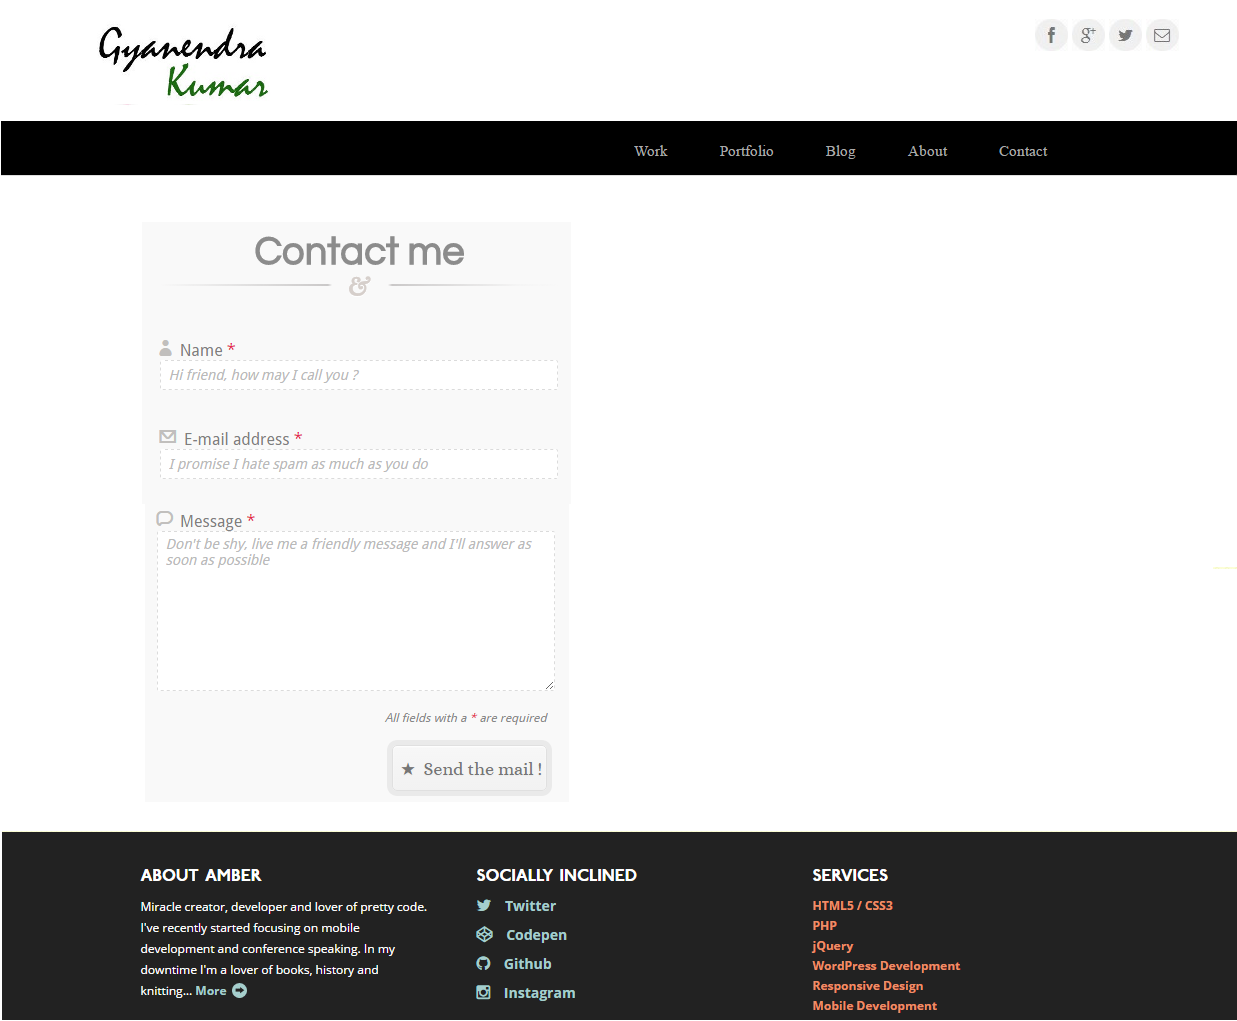 Gyanendra
Kumar
Work Portfolio Blog About Contact
Contact me
&
Name *
Hi friend, how may I call you ?
E-mail address *
I promise I hate spam as much as you do
Message *
Don't be shy, live me a friendly message and I'll answer as
soon as possible
All fields with a * are required
★ Send the mail !
ABOUT AMBER
Miracle creator, developer and lover of pretty code.
I've recently started focusing on mobile
development and conference speaking. In my
downtime I'm a lover of books, history and
knitting... More
SOCIALLY INCLINED
Twitter
Codepen
Github
Instagram
SERVICES
HTML5 / CSS3
PHP
jQuery
WordPress Development
Responsive Design
Mobile Development